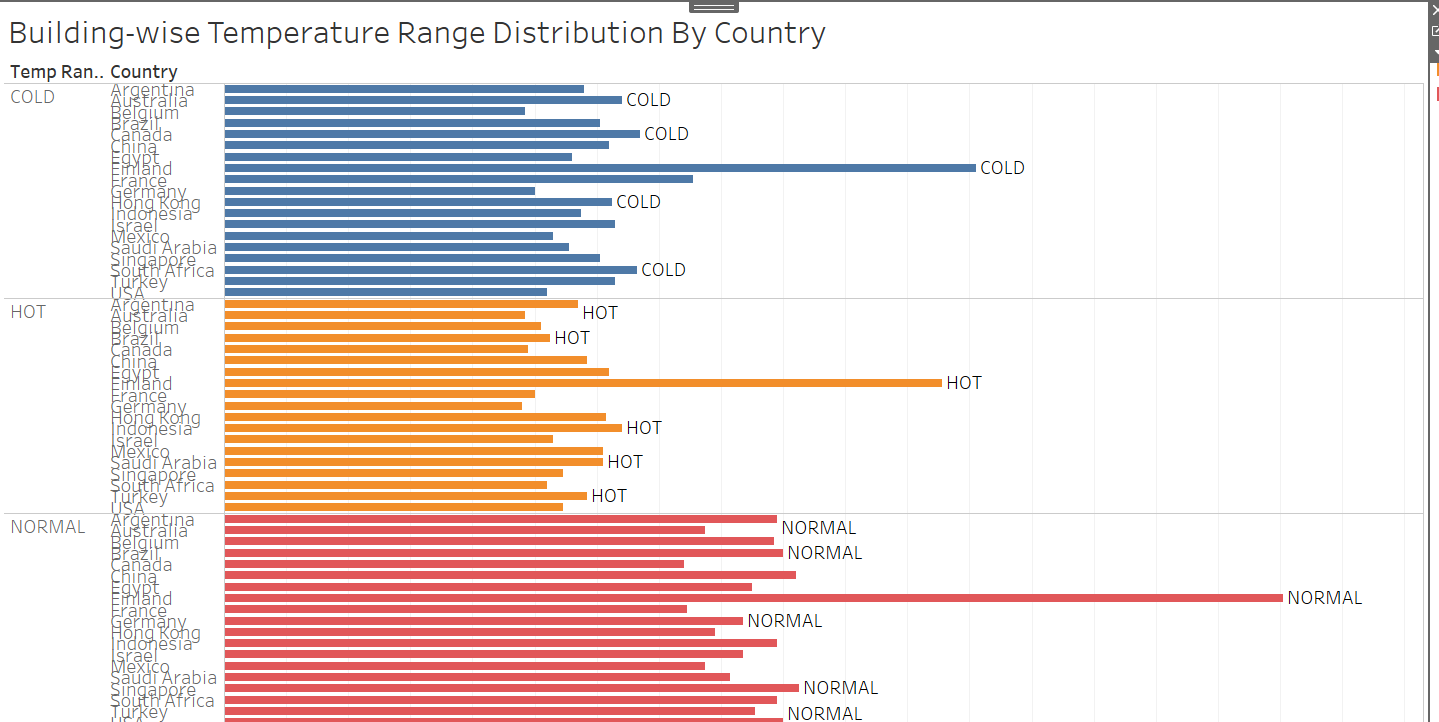 Building-wise Temperature Range Distribution By Country
Temp Ran.. Country
COLD
Argentina
Australia COLD
Belgium
Brazil
Canada COLD
China
Egypt
Finland COLD
France
Germany
Hong Kong COLD
Indonesia
Israel
Mexico
Saudi Arabia
Singapore
South Africa COLD
Turkey
USA
HOT
Argentina HOT
Australia
Belgium
Brazil HOT
Canada
China
Egypt
Finland HOT
France
Germany
Hong Kong
Indonesia HOT
Israel
Mexico
Saudi Arabia HOT
Singapore
South Africa
Turkey HOT
USA
NORMAL
Argentina NORMAL
Australia
Belgium
Brazil NORMAL
Canada
China
Egypt
Finland NORMAL
France
Germany NORMAL
Hong Kong
Indonesia
Israel
Mexico
Saudi Arabia
Singapore NORMAL
South Africa
Turkey NORMAL
USA